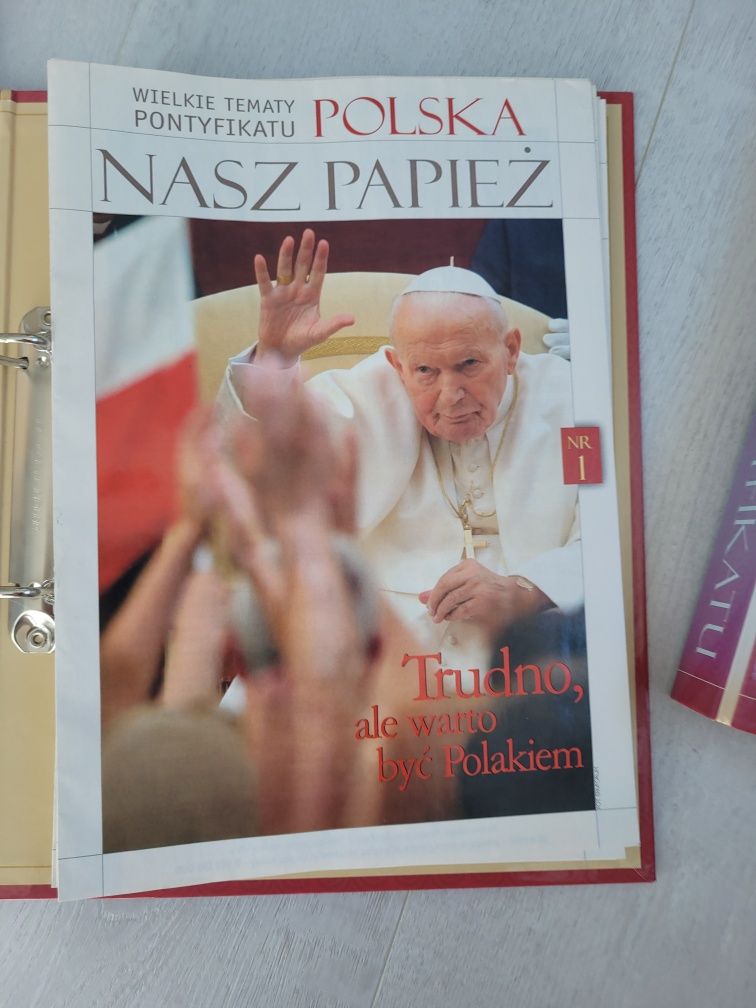 WIELKIE TEMATY
PONTYFIKATU
POLSKA
NASZ PAPIEŻ
NR
1
Trudno,
ale warto
być Polakiem